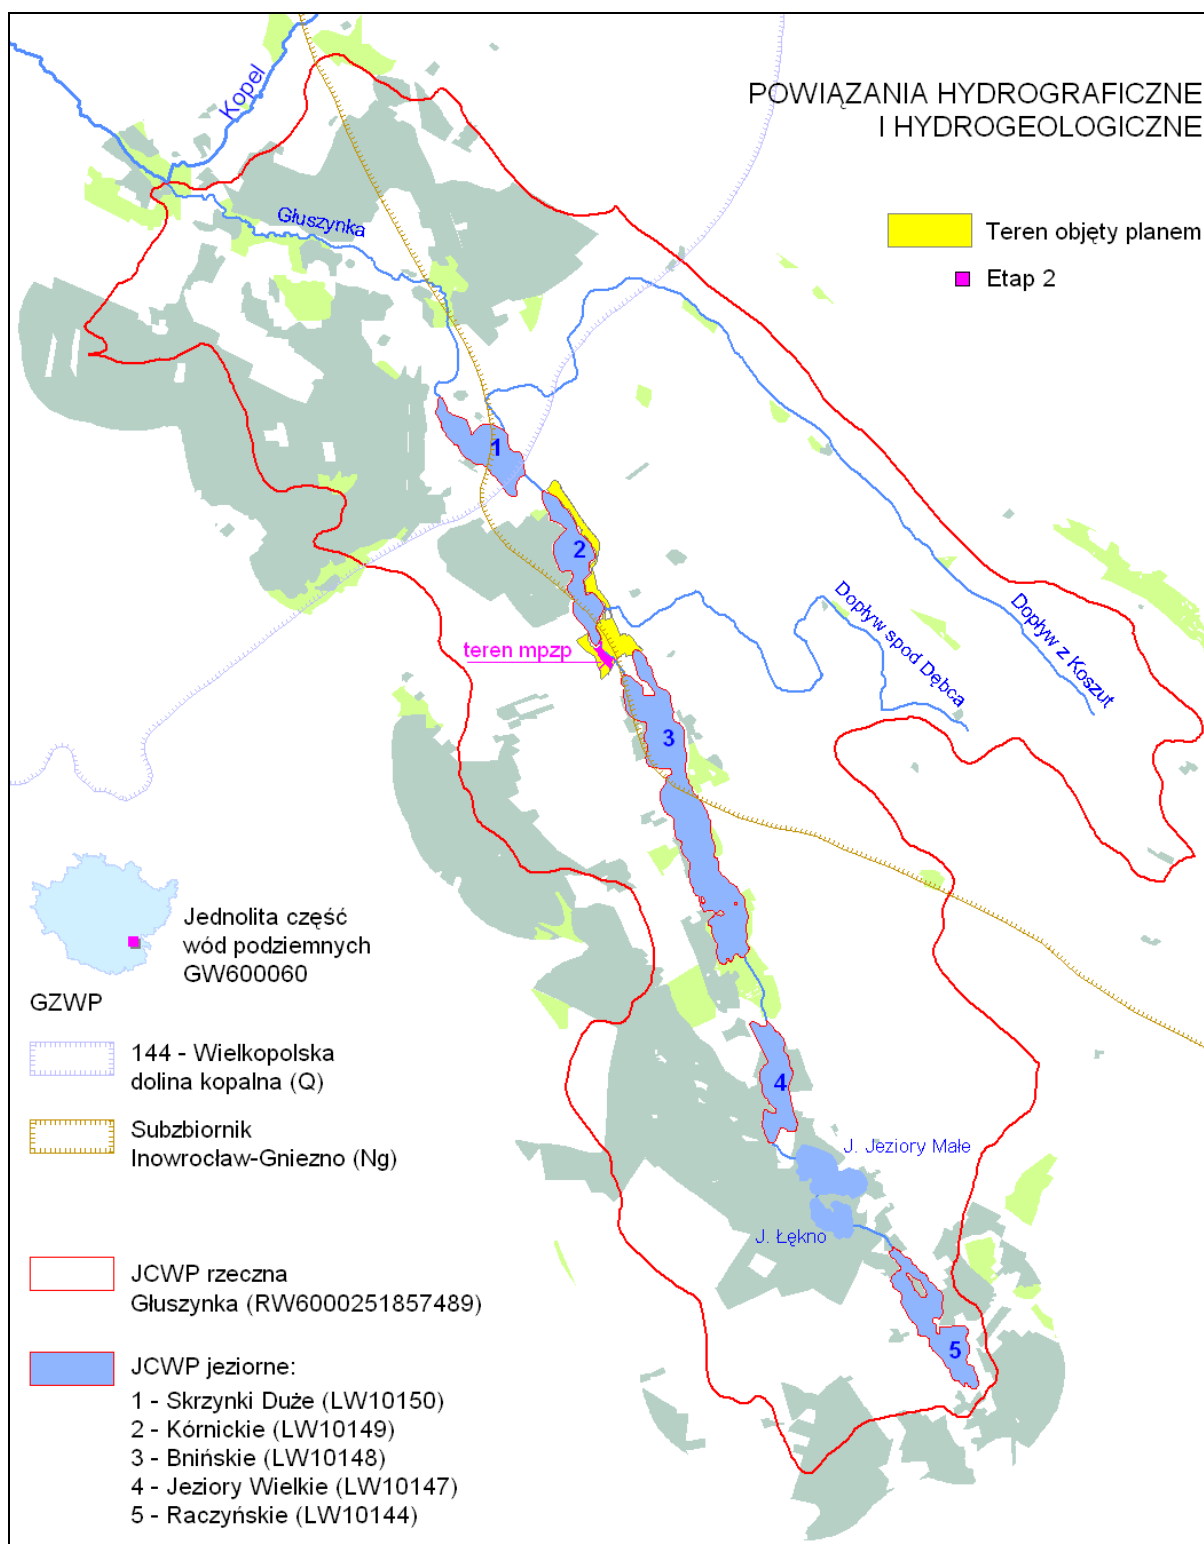 POWIĄZANIA HYDROGRAFICZNE
I HYDROGEOLOGICZNE
Teren objęty planem
Etap 2
Kopel
Głuszynka
1
2
teren mpzp
3
Dopływ spod Dębca
Dopływ z Koszut
4
J. Jeziory Małe
J. Łękno
5
Jednolita część
wód podziemnych
GW600060
GZWP
144 - Wielkopolska
dolina kopalna (Q)
Subzbiornik
Inowrocław-Gniezno (Ng)
JCWP rzeczna
Głuszynka (RW6000251857489)
JCWP jeziorne:
1 - Skrzynki Duże (LW10150)
2 - Kórnickie (LW10149)
3 - Bnińskie (LW10148)
4 - Jeziory Wielkie (LW10147)
5 - Raczyńskie (LW10144)